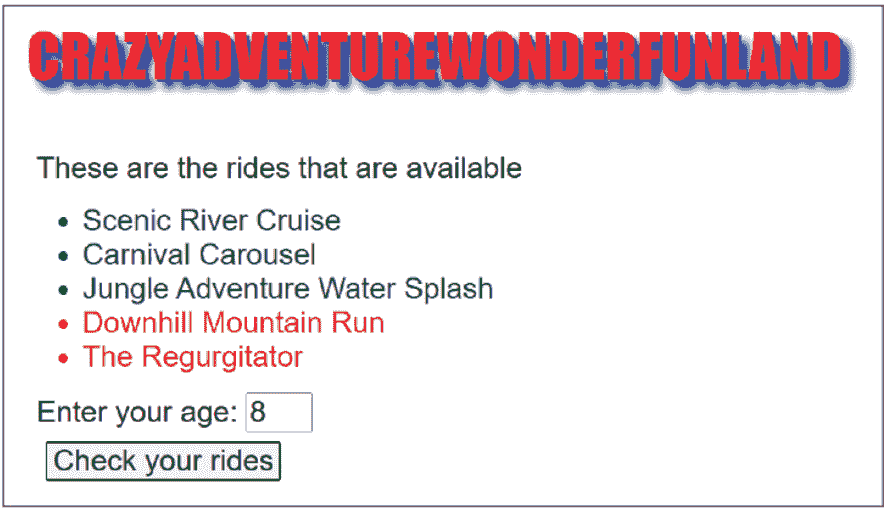 CRAZYADVENTUREWONDERFUNLAND
These are the rides that are available
• Scenic River Cruise
• Carnival Carousel
• Jungle Adventure Water Splash
• Downhill Mountain Run
• The Regurgitator
Enter your age: 8
Check your rides